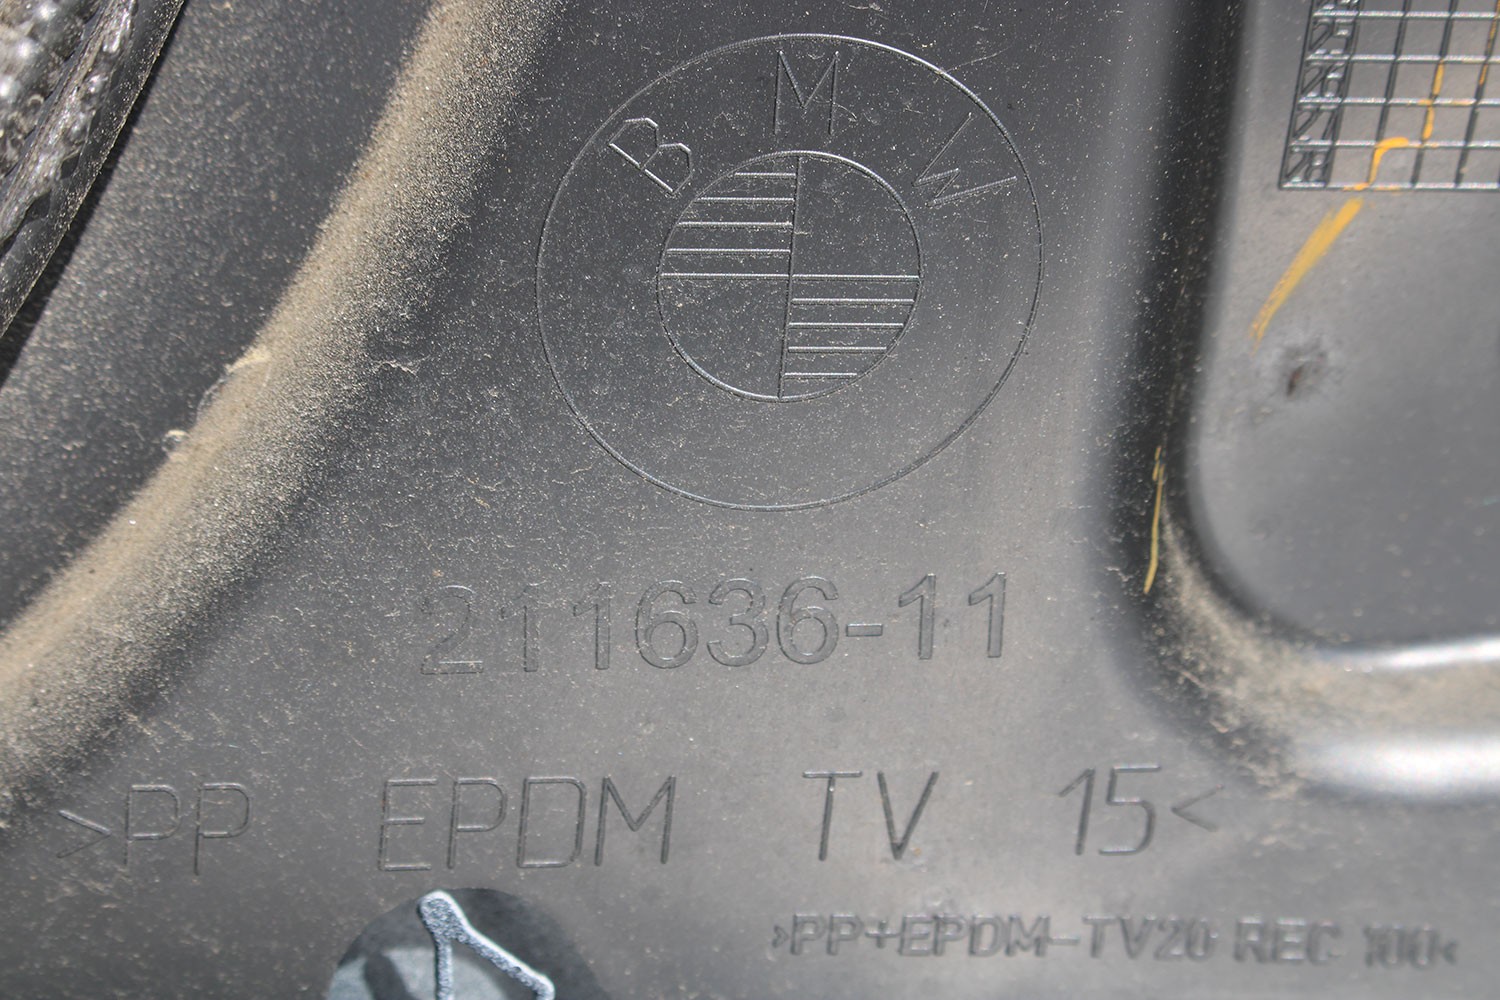 BMW
211636-11
>PP EPDM TV 15<
>PP+EPDM-TV20 REC 100<